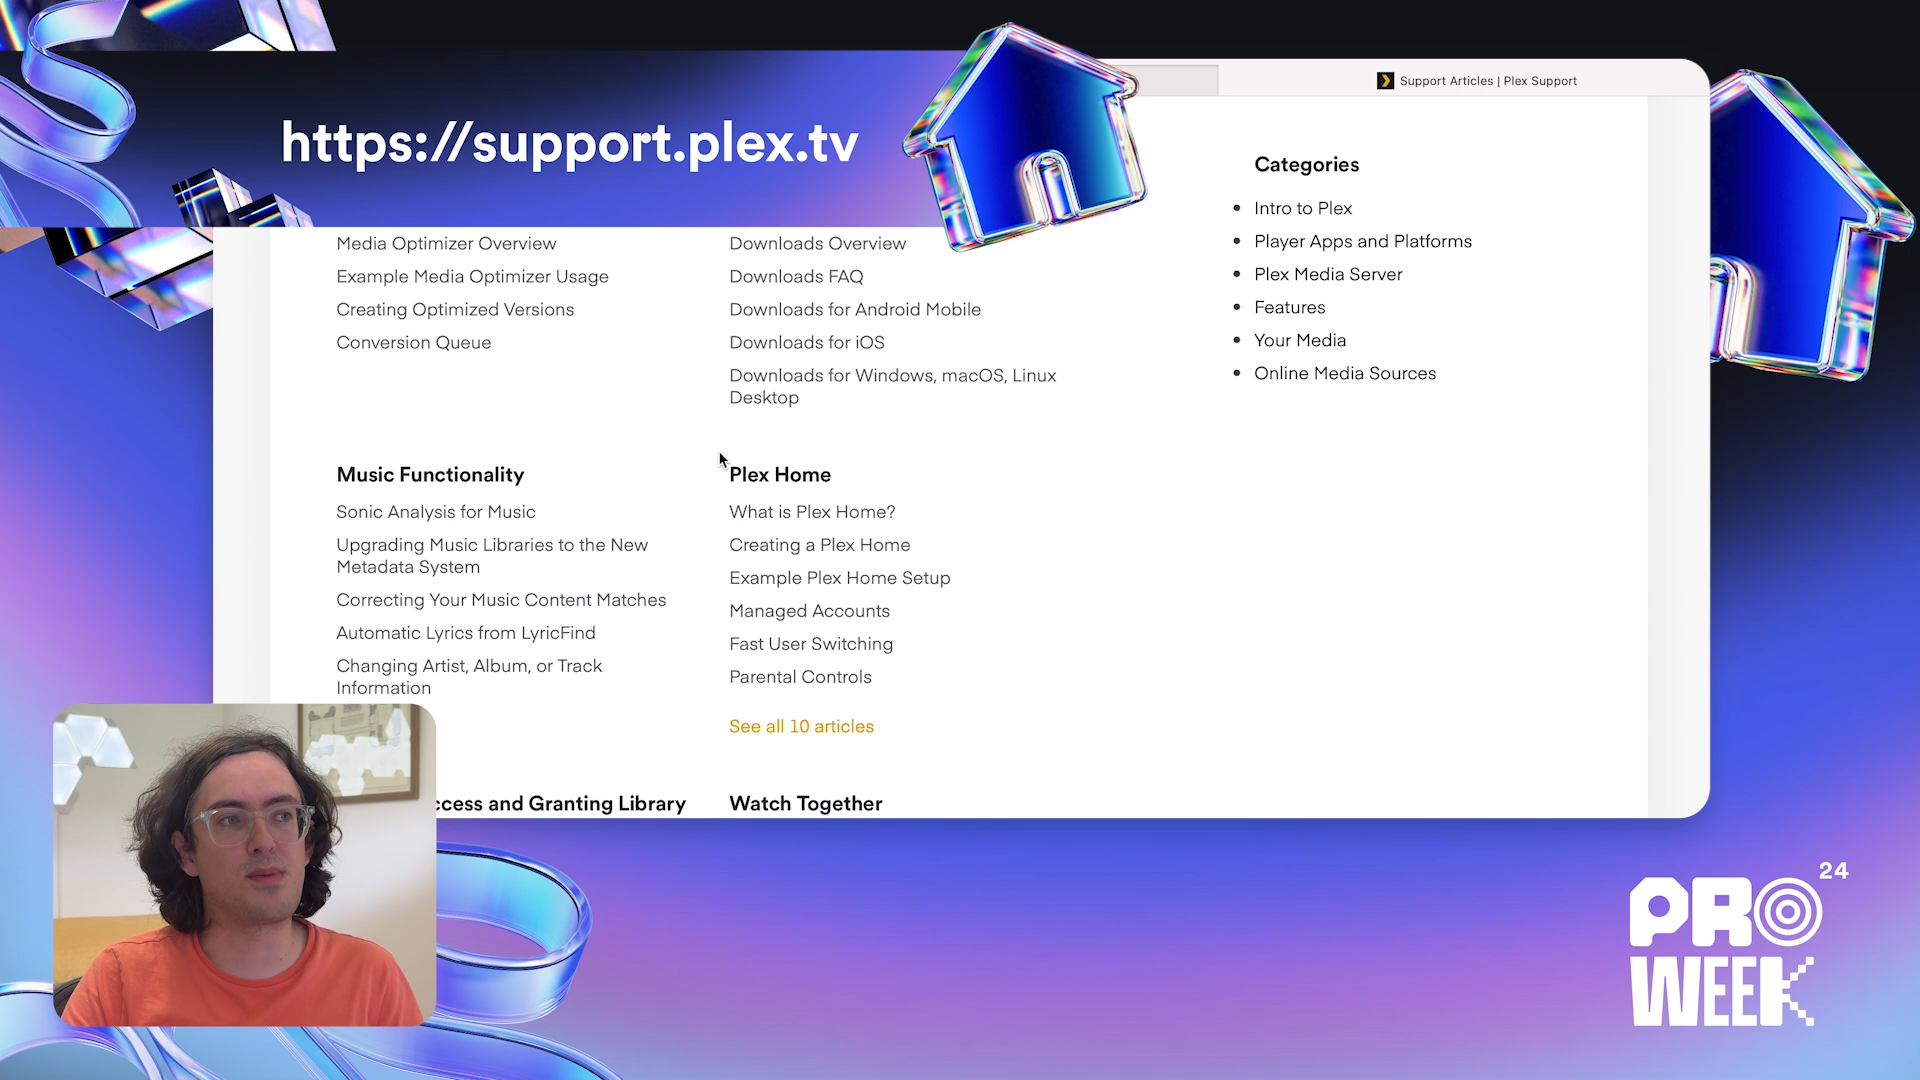 Support Articles | Plex Support
https://support.plex.tv
Media Optimizer Overview
Example Media Optimizer Usage
Creating Optimized Versions
Conversion Queue
Downloads Overview
Downloads FAQ
Downloads for Android Mobile
Downloads for iOS
Downloads for Windows, macOS, Linux
Desktop
Music Functionality
Sonic Analysis for Music
Upgrading Music Libraries to the New
Metadata System
Correcting Your Music Content Matches
Automatic Lyrics from LyricFind
Changing Artist, Album, or Track
Information
Plex Home
What is Plex Home?
Creating a Plex Home
Example Plex Home Setup
Managed Accounts
Fast User Switching
Parental Controls
See all 10 articles
and Granting Library
Watch Together
Categories
Intro to Plex
Player Apps and Platforms
Plex Media Server
Features
Your Media
Online Media Sources
PRO 24
WEEK